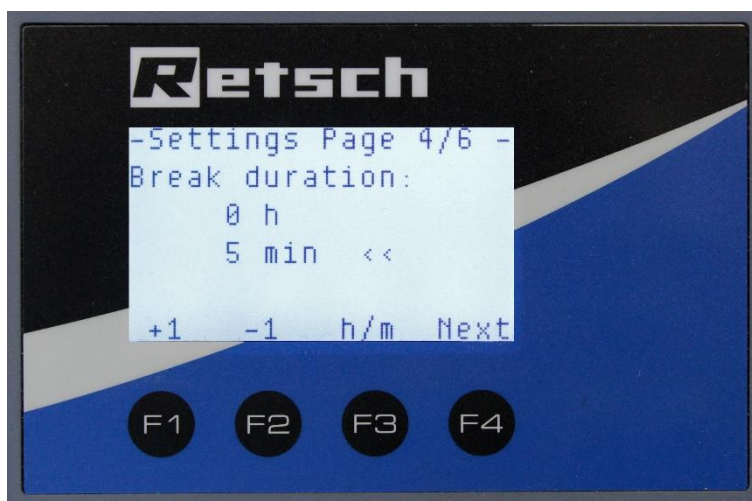 Retsch
-Settings Page 4/6 -
Break duration:
0 h
5 min <<
+1 -1 h/m Next
F1 F2 F3 F4